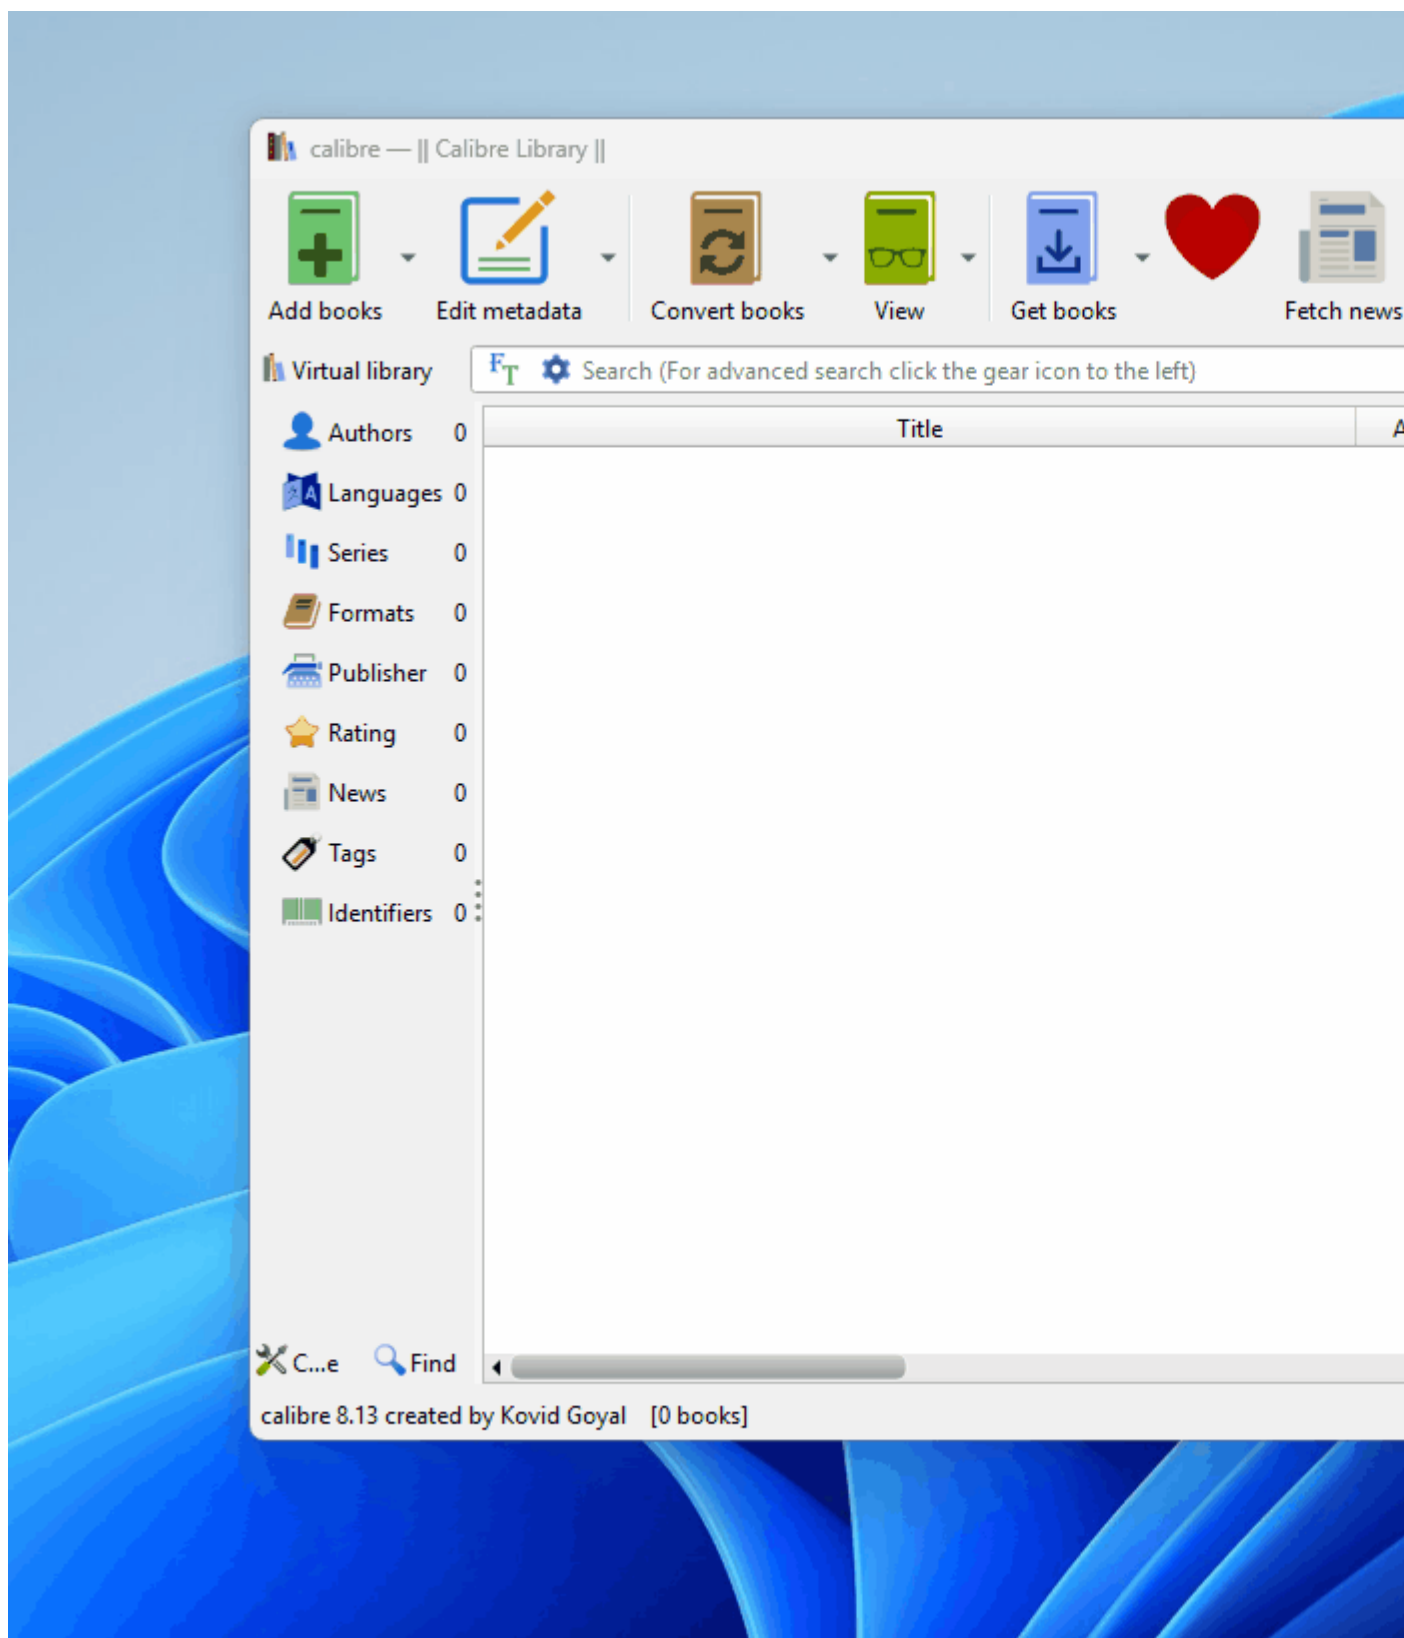 calibre — || Calibre Library ||
Add books Edit metadata Convert books View Get books Fetch news
Virtual library Search (For advanced search click the gear icon to the left)
Title
Authors 0
Languages 0
Series 0
Formats 0
Publisher 0
Rating 0
News 0
Tags 0
Identifiers 0
C...e Find
calibre 8.13 created by Kovid Goyal [0 books]